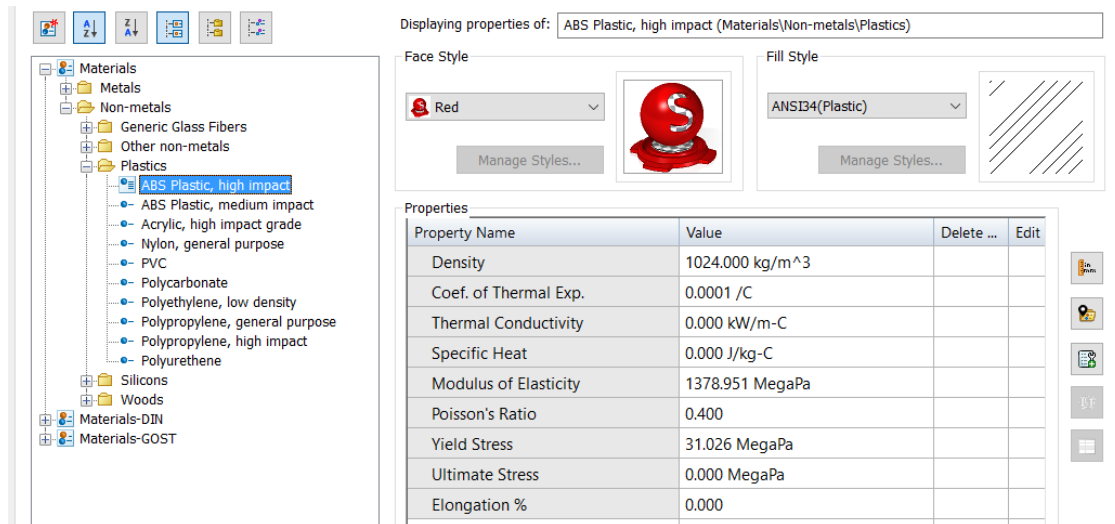 Displaying properties of: ABS Plastic, high impact (Materials\Non-metals\Plastics)
Materials
Metals
Non-metals
Generic Glass Fibers
Other non-metals
Plastics
ABS Plastic, high impact
ABS Plastic, medium impact
Acrylic, high impact grade
Nylon, general purpose
PVC
Polycarbonate
Polyethylene, low density
Polypropylene, general purpose
Polypropylene, high impact
Polyurethene
Silicons
Woods
Materials-DIN
Materials-GOST
Face Style
Red
Manage Styles...
Fill Style
ANSI34(Plastic)
Manage Styles...
Properties
Property Name Value Delete ... Edit
Density 1024.000 kg/m^3
Coef. of Thermal Exp. 0.0001 /C
Thermal Conductivity 0.000 kW/m-C
Specific Heat 0.000 J/kg-C
Modulus of Elasticity 1378.951 MegaPa
Poisson's Ratio 0.400
Yield Stress 31.026 MegaPa
Ultimate Stress 0.000 MegaPa
Elongation % 0.000